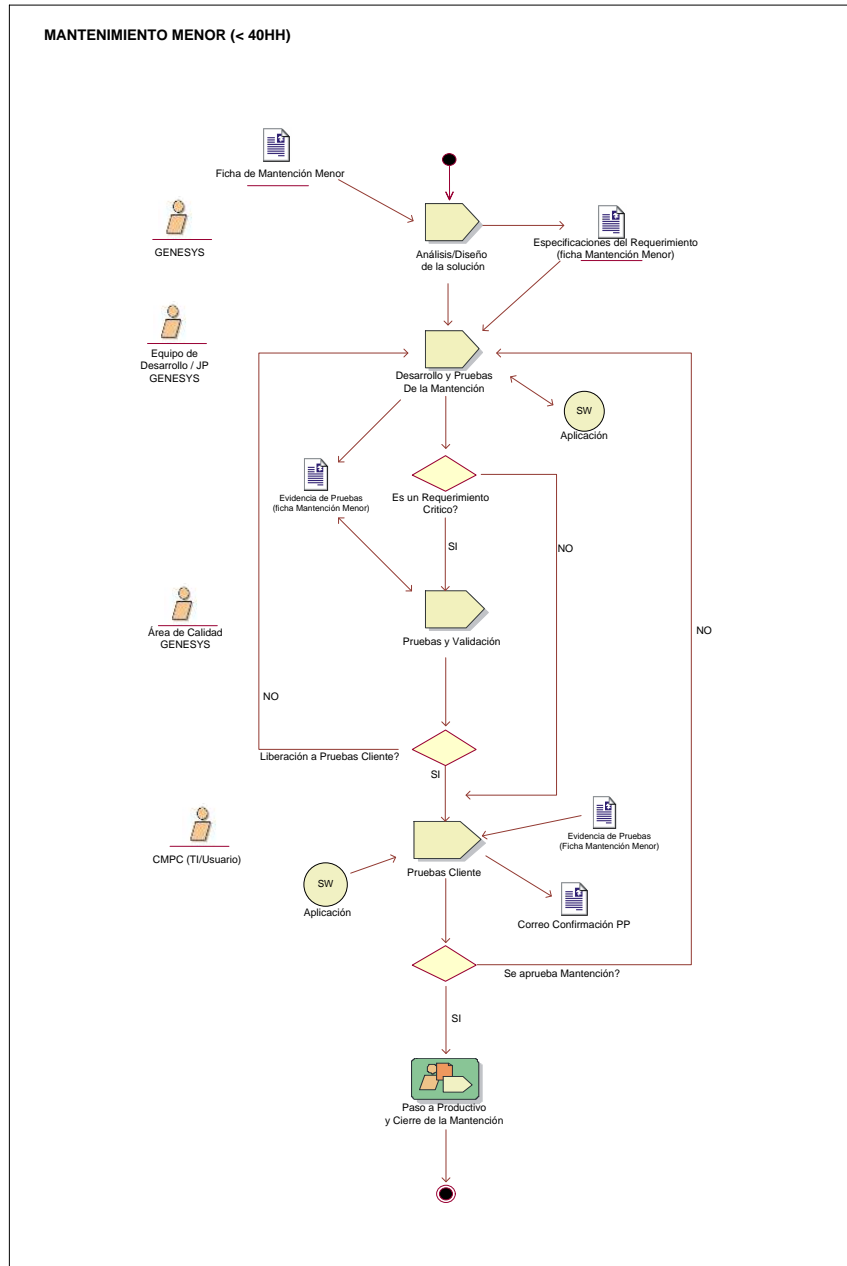 MANTENIMIENTO MENOR (< 40HH)
Ficha de Mantención Menor
GENESYS
Análisis/Diseño
de la solución
Especificaciones del Requerimiento
(ficha Mantención Menor)
Equipo de
Desarrollo / JP
GENESYS
Desarrollo y Pruebas
De la Mantención
SW
Aplicación
Evidencia de Pruebas
(ficha Mantención Menor)
Es un Requerimiento
Critico?
SI
NO
Área de Calidad
GENESYS
Pruebas y Validación
NO
NO
Liberación a Pruebas Cliente?
SI
CMPC (TI/Usuario)
Evidencia de Pruebas
(Ficha Mantención Menor)
Pruebas Cliente
SW
Aplicación
Correo Confirmación PP
Se aprueba Mantención?
SI
Paso a Productivo
y Cierre de la Mantención